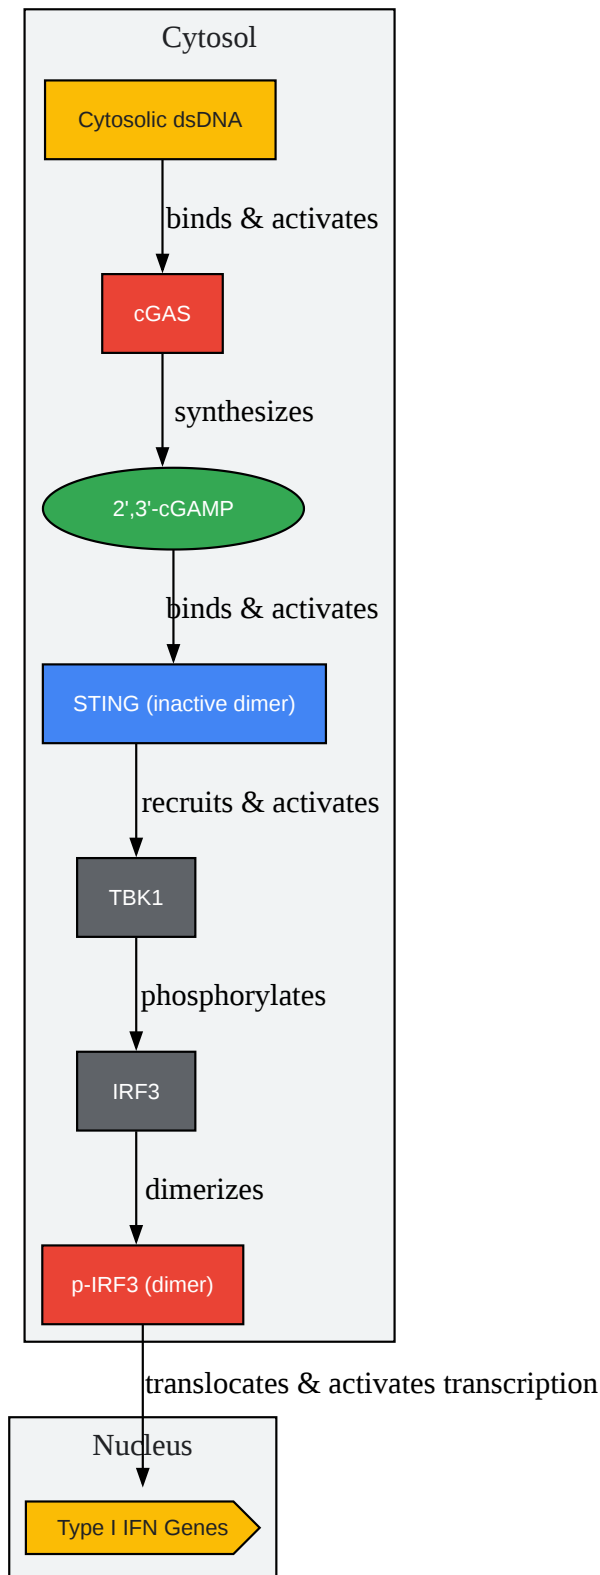 Cytosol
Cytosolic dsDNA
binds & activates
cGAS
synthesizes
2',3'-cGAMP
binds & activates
STING (inactive dimer)
recruits & activates
TBK1
phosphorylates
IRF3
dimerizes
p-IRF3 (dimer)
translocates & activates transcription
Nucleus
Type I IFN Genes